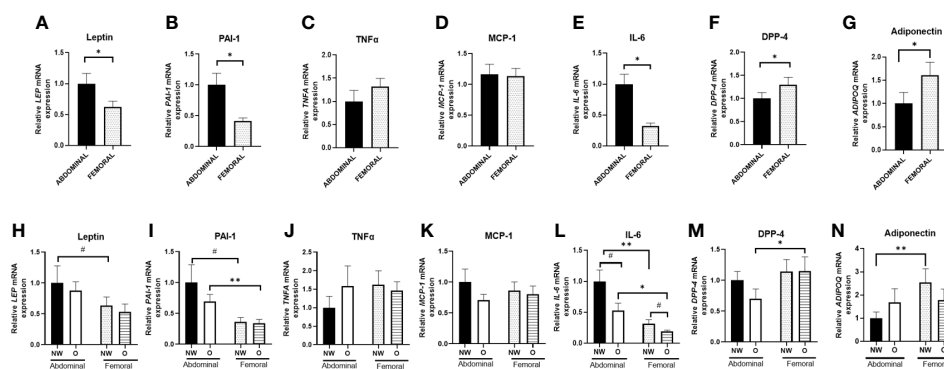 A B C D E F G
Leptin PAI-1 TNFα MCP-1 IL-6 DPP-4 Adiponectin
Relative LEP mRNA expression
1.5
1.0
0.5
0.0
*
ABDOMINAL
FEMORAL
Relative PAI-1 mRNA expression
1.5
1.0
0.5
0.0
*
ABDOMINAL
FEMORAL
Relative TNFA mRNA expression
2.0
1.5
1.0
0.5
0.0
ABDOMINAL
FEMORAL
Relative MCP-1 mRNA expression
1.5
1.0
0.5
0.0
ABDOMINAL
FEMORAL
Relative IL-6 mRNA expression
1.5
1.0
0.5
0.0
*
ABDOMINAL
FEMORAL
Relative DPP-4 mRNA expression
2.0
1.5
1.0
0.5
0.0
*
ABDOMINAL
FEMORAL
Relative ADIPOQ mRNA expression
2.0
1.5
1.0
0.5
0.0
*
ABDOMINAL
FEMORAL
H I J K L M N
Leptin PAI-1 TNFα MCP-1 IL-6 DPP-4 Adiponectin
Relative LEP mRNA expression
1.5
1.0
0.5
0.0
#
NW O NW O
Abdominal Femoral
Relative PAI-1 mRNA expression
1.5
1.0
0.5
0.0
#
**
NW O NW O
Abdominal Femoral
Relative TNFA mRNA expression
2.5
2.0
1.5
1.0
0.5
0.0
NW O NW O
Abdominal Femoral
Relative MCP-1 mRNA expression
1.5
1.0
0.5
0.0
NW O NW O
Abdominal Femoral
Relative IL-6 mRNA expression
1.5
1.0
0.5
0.0
**
#
*
#
NW O NW O
Abdominal Femoral
Relative DPP-4 mRNA expression
2.0
1.5
1.0
0.5
0.0
*
NW O NW O
Abdominal Femoral
Relative ADIPOQ mRNA expression
4
3
2
1
0
**
NW O NW O
Abdominal Femoral